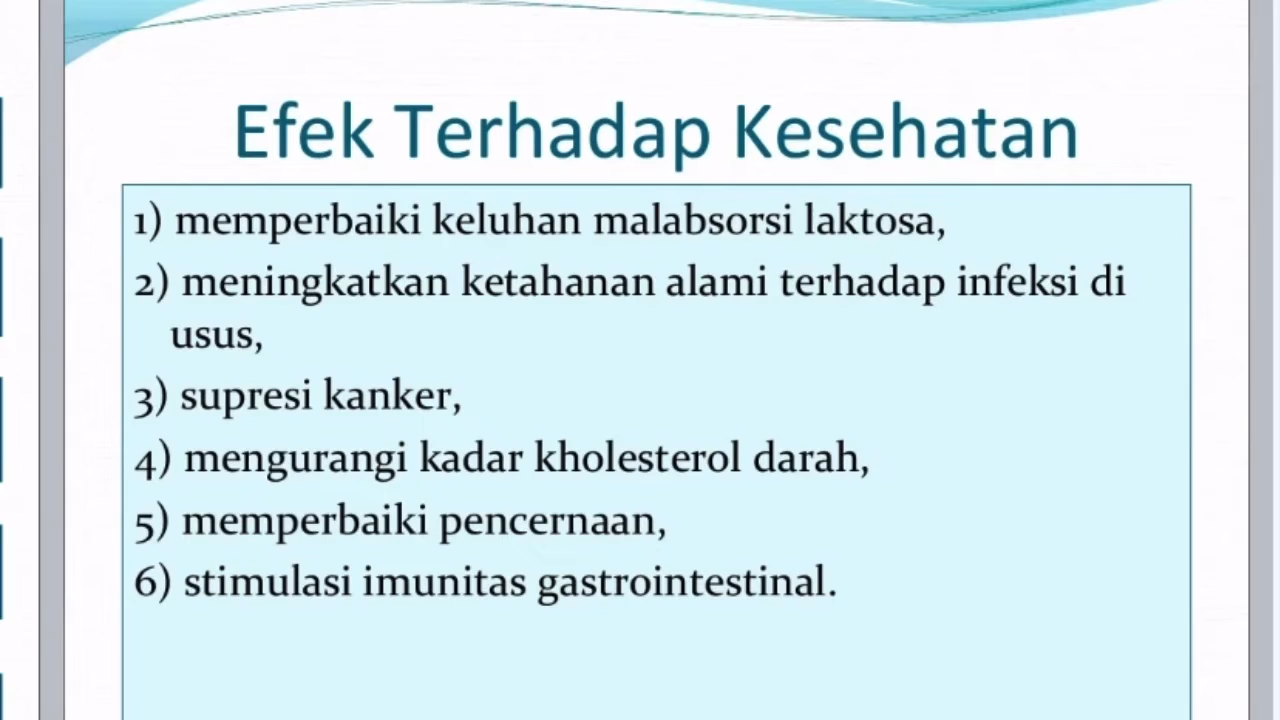 Efek Terhadap Kesehatan
1) memperbaiki keluhan malabsorsi laktosa,
2) meningkatkan ketahanan alami terhadap infeksi di
usus,
3) supresi kanker,
4) mengurangi kadar kholesterol darah,
5) memperbaiki pencernaan,
6) stimulasi imunitas gastrointestinal.